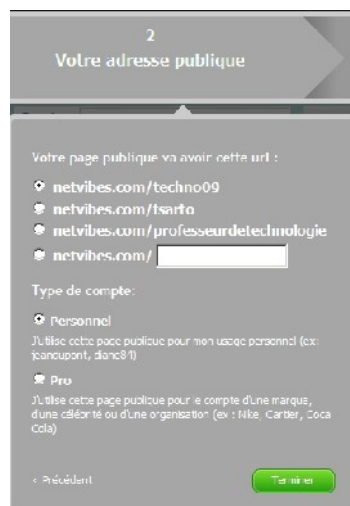 2
Votre adresse publique
Votre page publique va avoir cette url :
netvibes.com/techno09
netvibes.com/tsarto
netvibes.com/professeurdetechnologie
netvibes.com/
Type de compte:
Personnel
J'utilise cette page publique pour mon usage personnel (ex:
jeandupont, diane84)
Pro
J'utilise cette page publique pour le compte d'une marque,
d'une célébrité ou d'une organisation (ex : Nike, Cartier, Coca
Cola)
< Précédent
Terminer